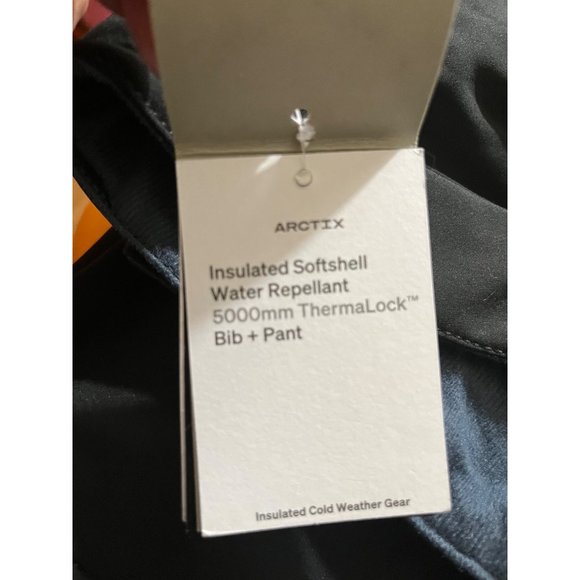 ARCTIX
Insulated Softshell
Water Repellant
5000mm ThermaLock™
Bib + Pant
Insulated Cold Weather Gear